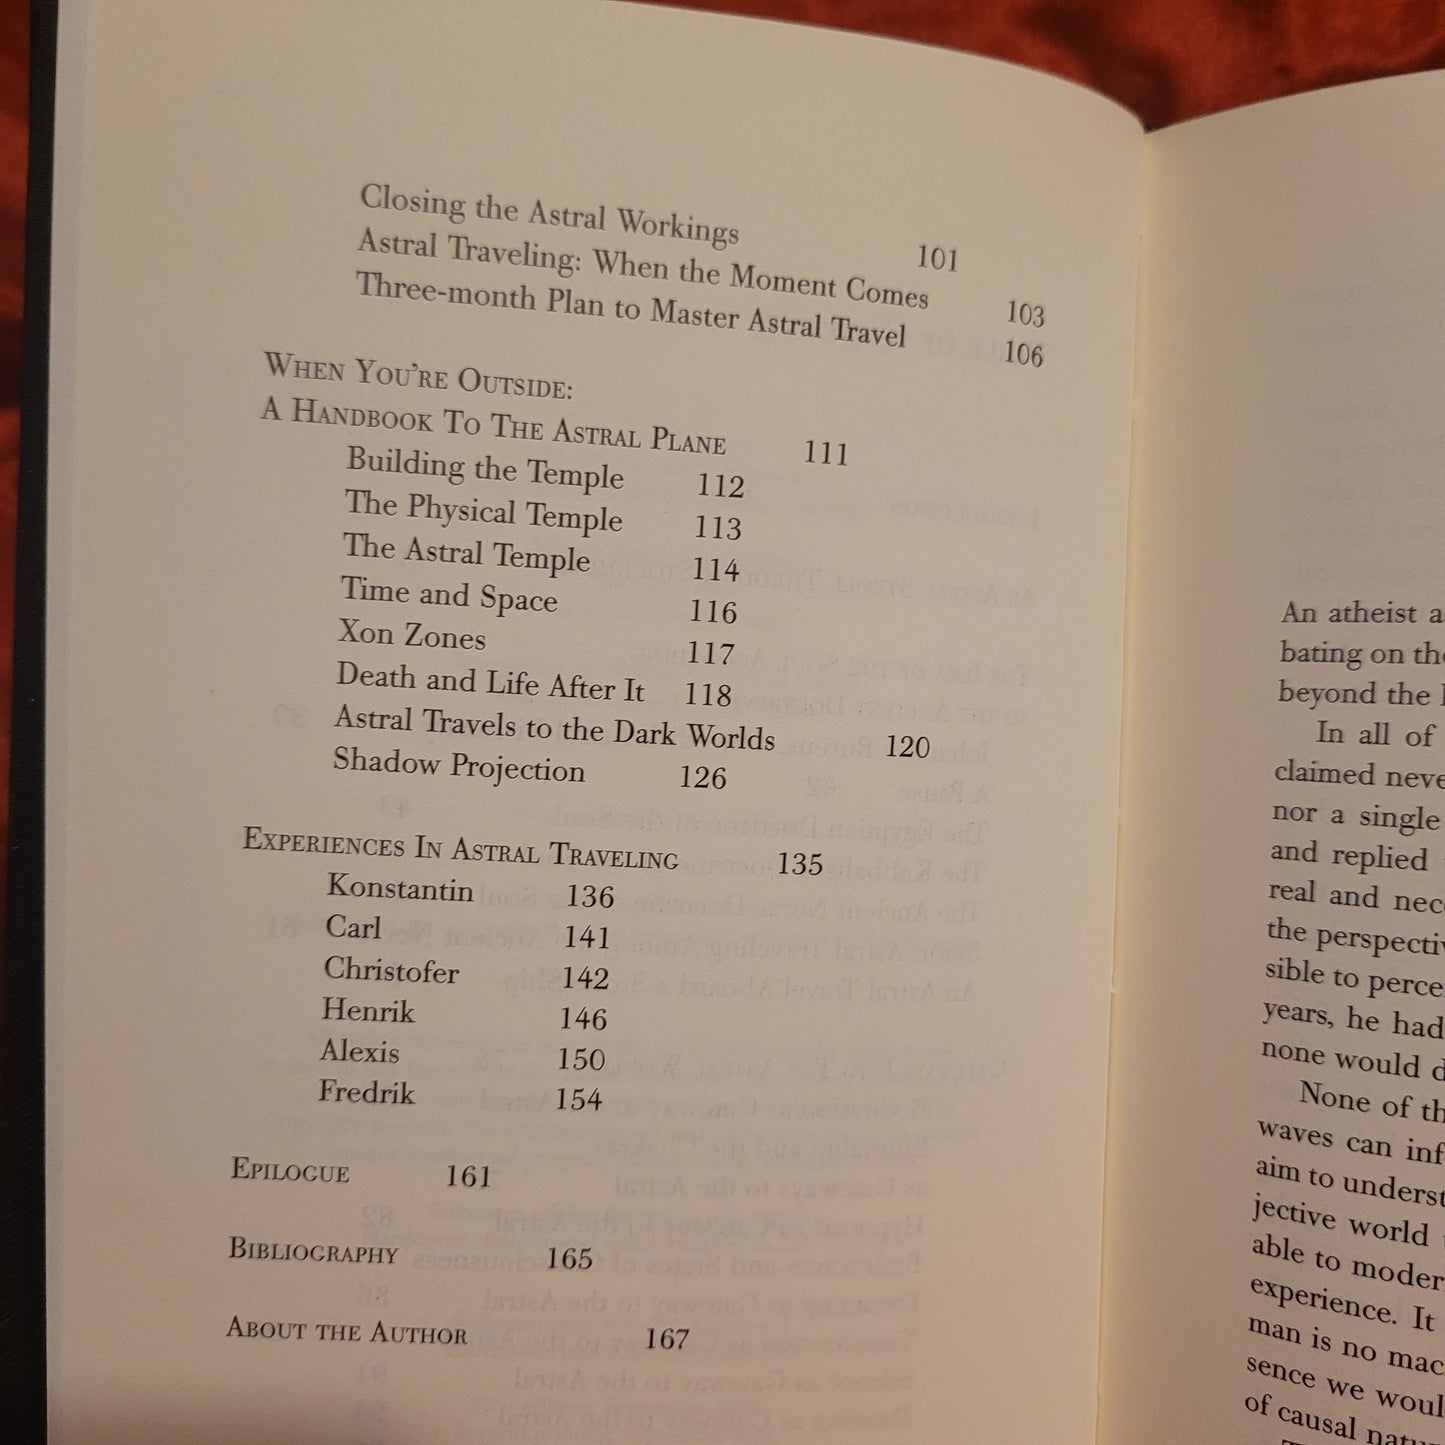 Closing the Astral Workings 101
Astral Traveling: When the Moment Comes 103
Three-month Plan to Master Astral Travel 106
When You're Outside:
A Handbook To The Astral Plane 111
Building the Temple 112
The Physical Temple 113
The Astral Temple 114
Time and Space 116
Xon Zones 117
Death and Life After It 118
Astral Travels to the Dark Worlds 120
Shadow Projection 126
Experiences In Astral Traveling 135
Konstantin 136
Carl 141
Christofer 142
Henrik 146
Alexis 150
Fredrik 154
Epilogue 161
Bibliography 165
About the Author 167
An atheist a
bating on the
beyond the
In all of
claimed neve
nor a single
and replied
real and nec
the perspectiv
sible to perce
years, he had
none would d
None of th
waves can inf
aim to underst
jective world
able to moder
experience. It
man is no mac
sence we woul
of causal natu